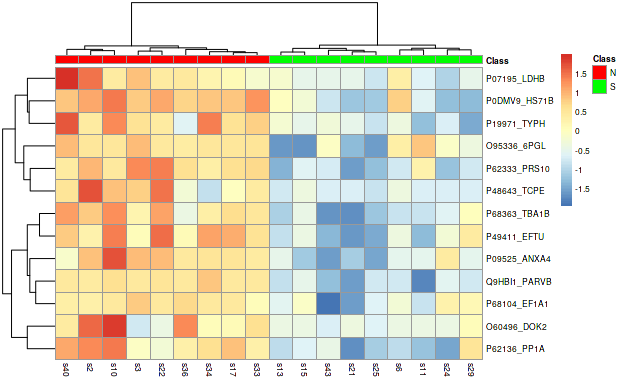 Class
P07195_LDHB
P0DMV9_HS71B
P19971_TYPH
O95336_6PGL
P62333_PRS10
P48643_TCPE
P68363_TBA1B
P49411_EFTU
P09525_ANXA4
Q9HBI1_PARVB
P68104_EF1A1
O60496_DOK2
P62136_PP1A
s40 s2 s10 s3 s22 s36 s34 s17 s33 s13 s15 s43 s21 s25 s6 s11 s24 s29
1.5
1
0.5
0
-0.5
-1
-1.5
Class
N
S